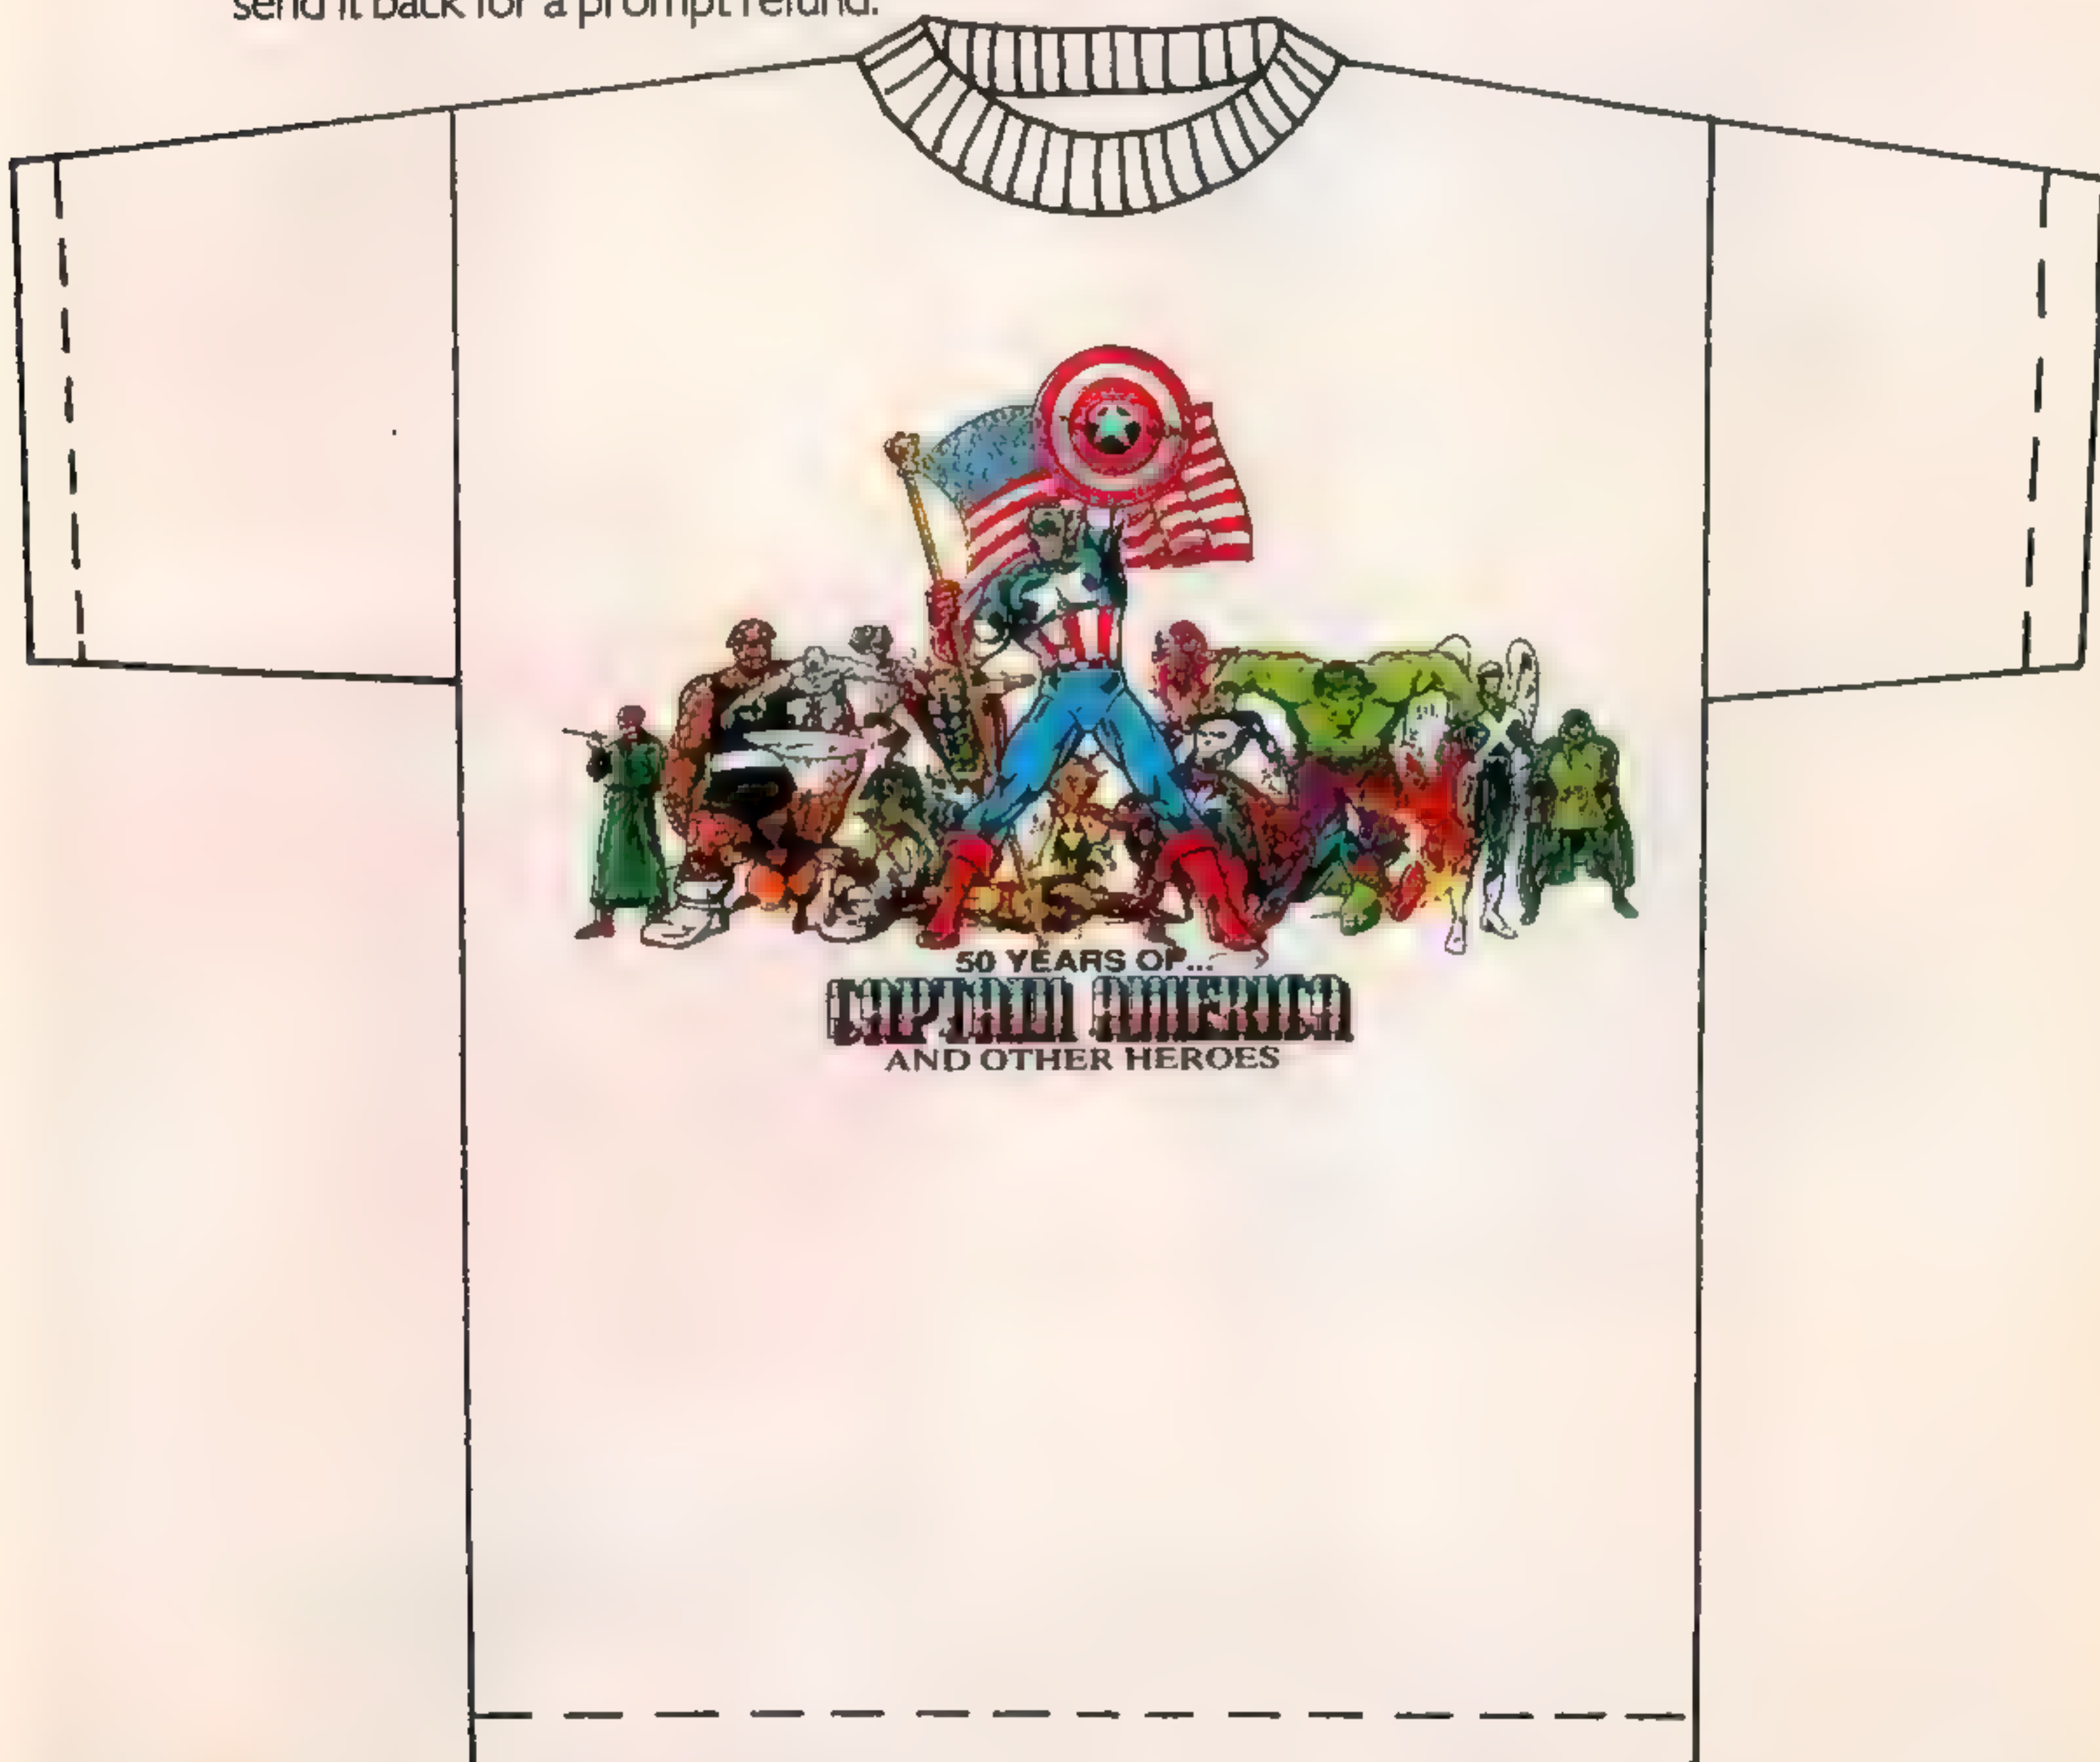 send it back for a prompt refund.
50 YEARS OF...
CAPTAIN AMERICA
AND OTHER HEROES